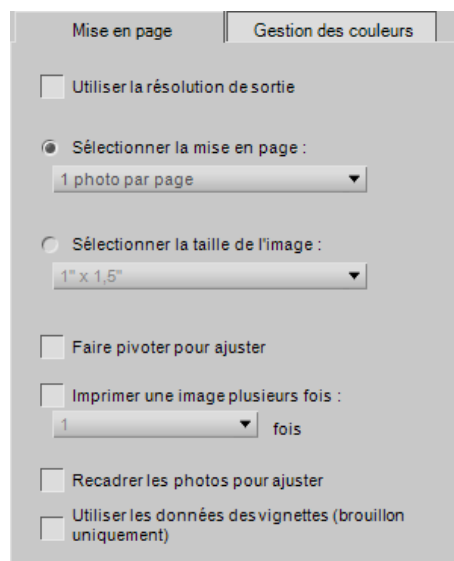 Mise en page
Gestion des couleurs
Utiliser la résolution de sortie
Sélectionner la mise en page :
1 photo par page
Sélectionner la taille de l'image :
1" x 1,5"
Faire pivoter pour ajuster
Imprimer une image plusieurs fois :
1
fois
Recadrer les photos pour ajuster
Utiliser les données des vignettes (brouillon
uniquement)